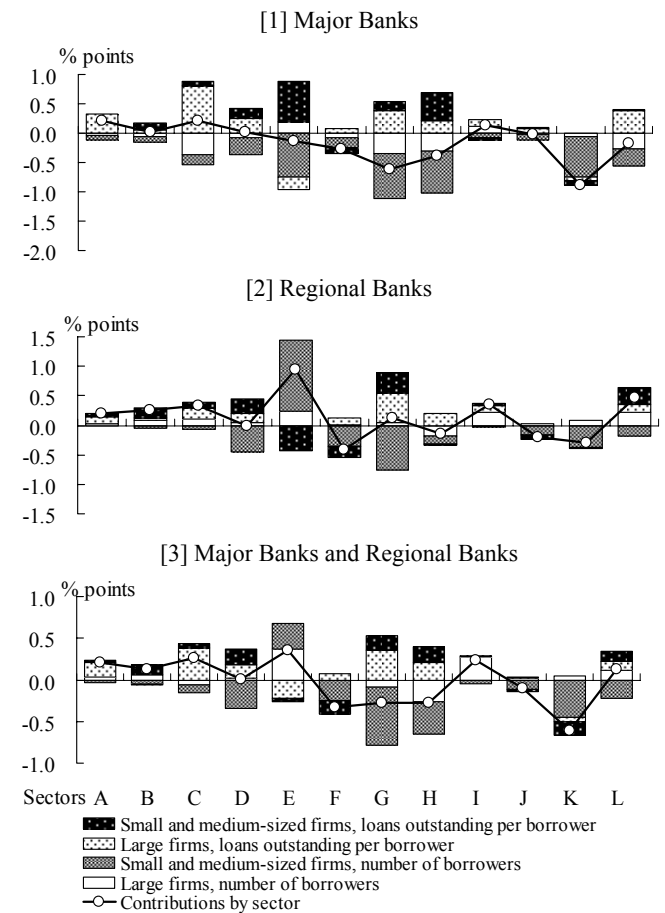 [1] Major Banks
% points
1.0
0.5
0.0
-0.5
-1.0
-1.5
-2.0
[2] Regional Banks
% points
1.5
1.0
0.5
0.0
-0.5
-1.0
-1.5
[3] Major Banks and Regional Banks
% points
1.0
0.5
0.0
-0.5
-1.0
Sectors A B C D E F G H I J K L
Small and medium-sized firms, loans outstanding per borrower
Large firms, loans outstanding per borrower
Small and medium-sized firms, number of borrowers
Large firms, number of borrowers
Contributions by sector